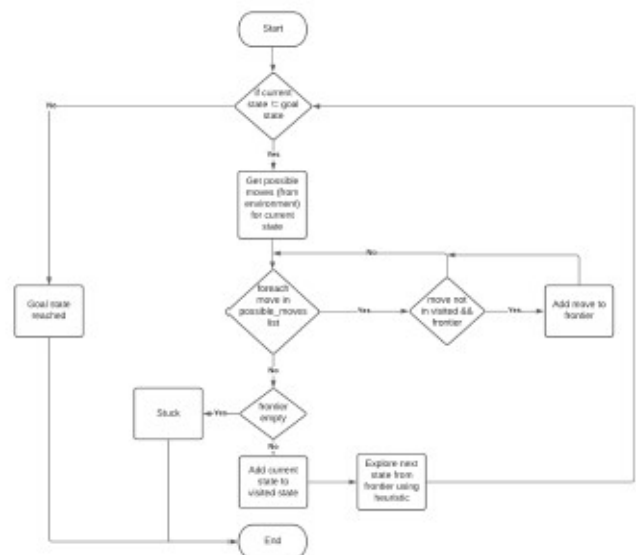 Start
if current
state != goal
state
No
Yes
Get possible
moves (from
environment)
for current
state
No
foreach
move in
possible_moves
list
Yes
move not
in visited &&
frontier
Yes
Add move to
frontier
Goal state
reached
No
Stuck
Yes
frontier
empty
No
Add current
state to
visited state
Explore next
state from
frontier using
heuristic
End